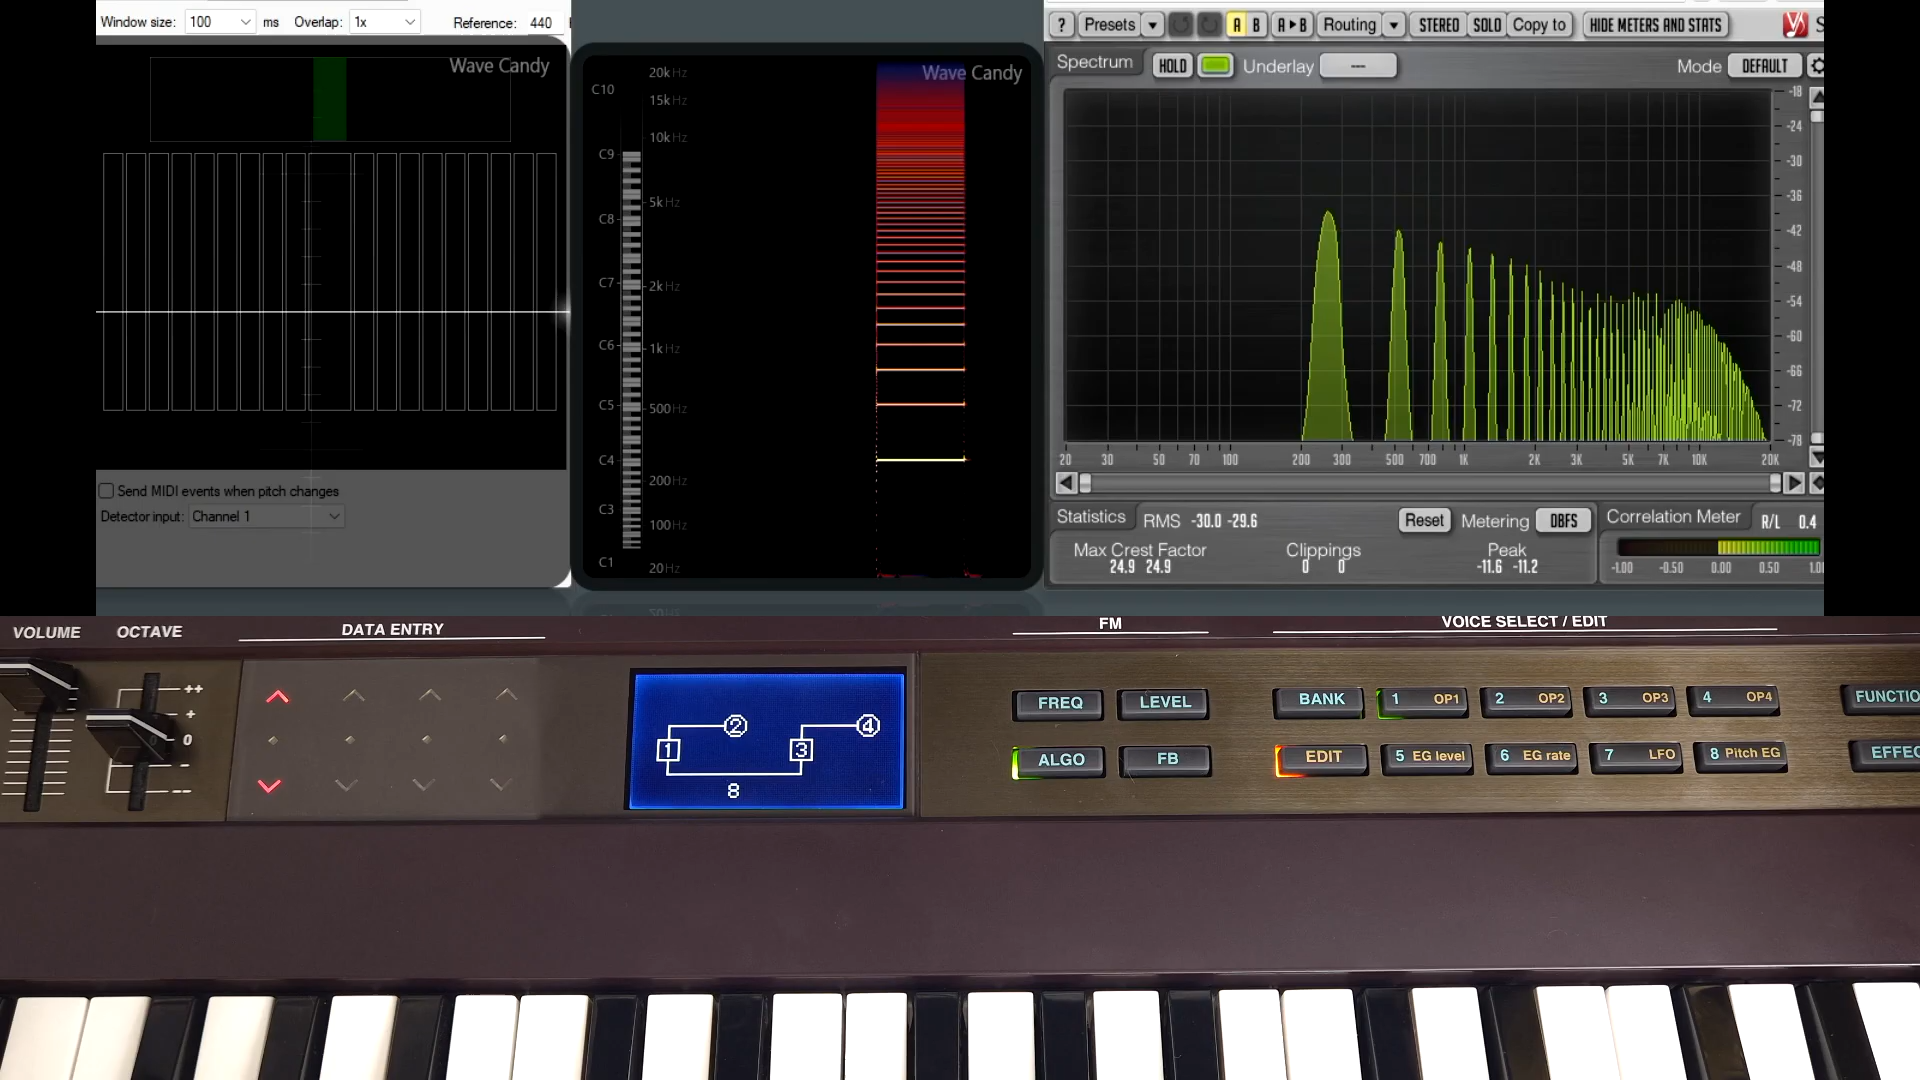 Window size: 100 ms Overlap: 1x Reference: 440
Wave Candy
Send MIDI events when pitch changes
Detector input: Channel 1
Wave Candy
20kHz
C10
15kHz
10kHz
C9
5kHz
C8
C7
2kHz
C6
1kHz
C5
500Hz
C4
200Hz
C3
100Hz
C1
20Hz
? Presets A B A▸B Routing STEREO SOLO Copy to HIDE METERS AND STATS
Spectrum HOLD Underlay --- Mode DEFAULT
-18
-24
-30
-36
-42
-48
-54
-60
-66
-72
-78
20 30 50 70 100 200 300 500 700 1K 2K 3K 5K 7K 10K 20K
Statistics RMS -30.0 -29.6 Reset Metering DBFS
Max Crest Factor Clippings Peak
24.9 24.9 0 0 -11.6 -11.2
Correlation Meter R/L 0.4
-1.00 -0.50 0.00 0.50 1.00
VOLUME OCTAVE DATA ENTRY FM VOICE SELECT / EDIT
++
+
0
-
--
2 4
1 3
8
FREQ LEVEL BANK 1 OP1 2 OP2 3 OP3 4 OP4 FUNCTIO
ALGO FB EDIT 5 EG level 6 EG rate 7 LFO 8 Pitch EG EFFEC